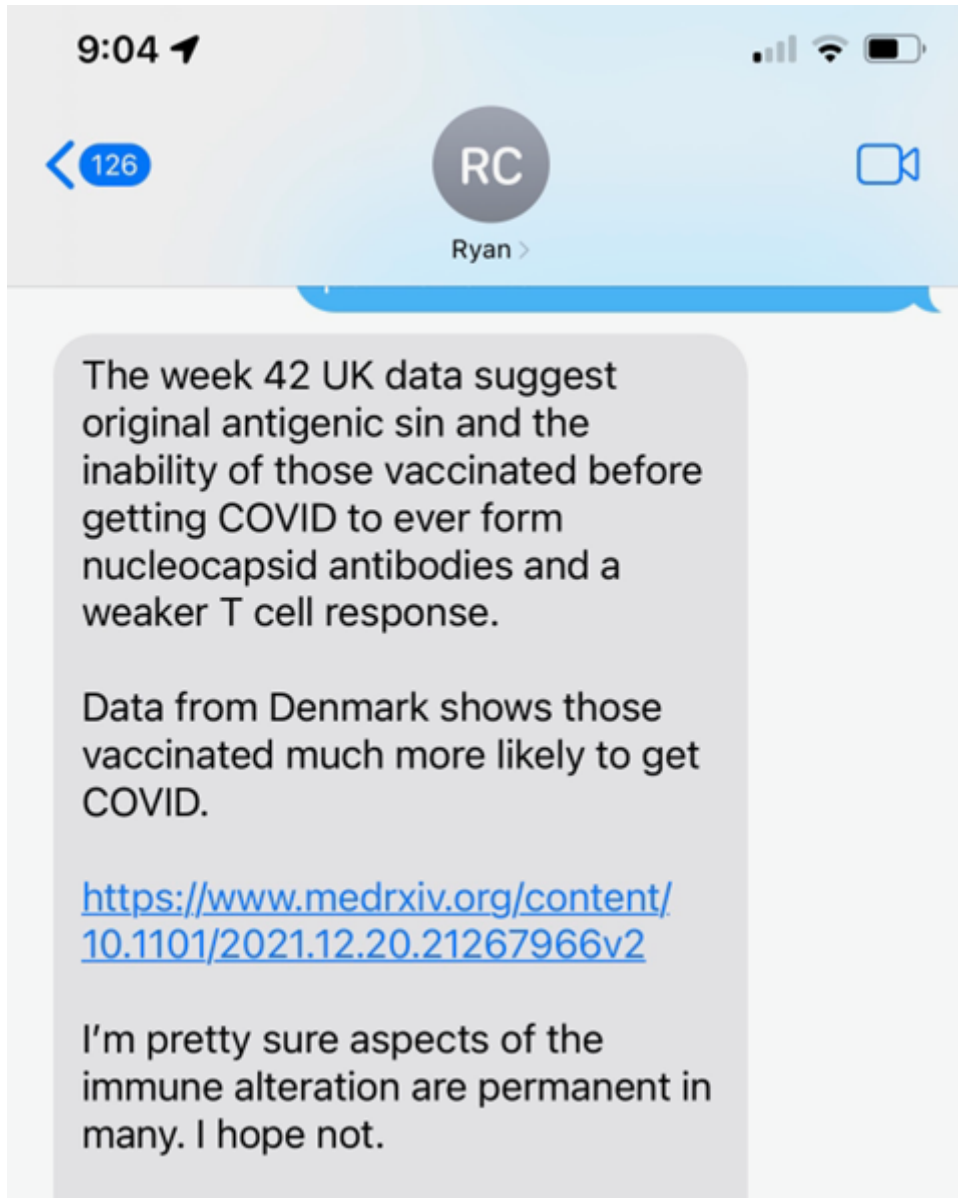 9:04
126
RC
Ryan
The week 42 UK data suggest
original antigenic sin and the
inability of those vaccinated before
getting COVID to ever form
nucleocapsid antibodies and a
weaker T cell response.
Data from Denmark shows those
vaccinated much more likely to get
COVID.
https://www.medrxiv.org/content/
10.1101/2021.12.20.21267966v2
I'm pretty sure aspects of the
immune alteration are permanent in
many. I hope not.